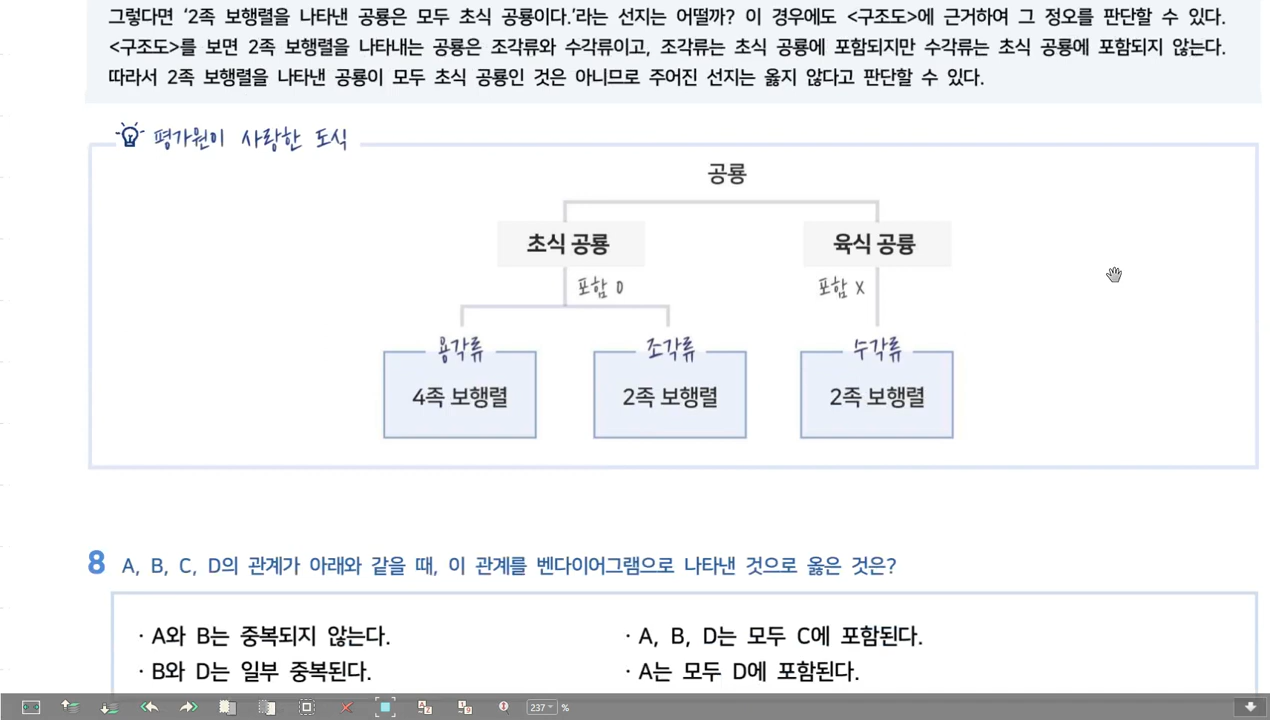 그렇다면 '2족 보행렬을 나타낸 공룡은 모두 초식 공룡이다.'라는 선지는 어떨까? 이 경우에도 <구조도>에 근거하여 그 정오를 판단할 수 있다.
<구조도>를 보면 2족 보행렬을 나타내는 공룡은 조각류와 수각류이고, 조각류는 초식 공룡에 포함되지만 수각류는 초식 공룡에 포함되지 않는다.
따라서 2족 보행렬을 나타낸 공룡이 모두 초식 공룡인 것은 아니므로 주어진 선지는 옳지 않다고 판단할 수 있다.
평가원이 사랑한 도식
공룡
초식 공룡 육식 공룡
포함 O 포함 X
용각류 조각류 수각류
4족 보행렬 2족 보행렬 2족 보행렬
8 A, B, C, D의 관계가 아래와 같을 때, 이 관계를 벤다이어그램으로 나타낸 것으로 옳은 것은?
· A와 B는 중복되지 않는다. · A, B, D는 모두 C에 포함된다.
· B와 D는 일부 중복된다. · A는 모두 D에 포함된다.
237 %